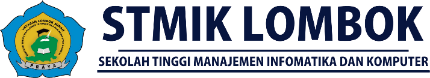 STMIK LOMBOK
SEKOLAH TINGGI MANAJEMEN INFOMATIKA DAN KOMPUTER